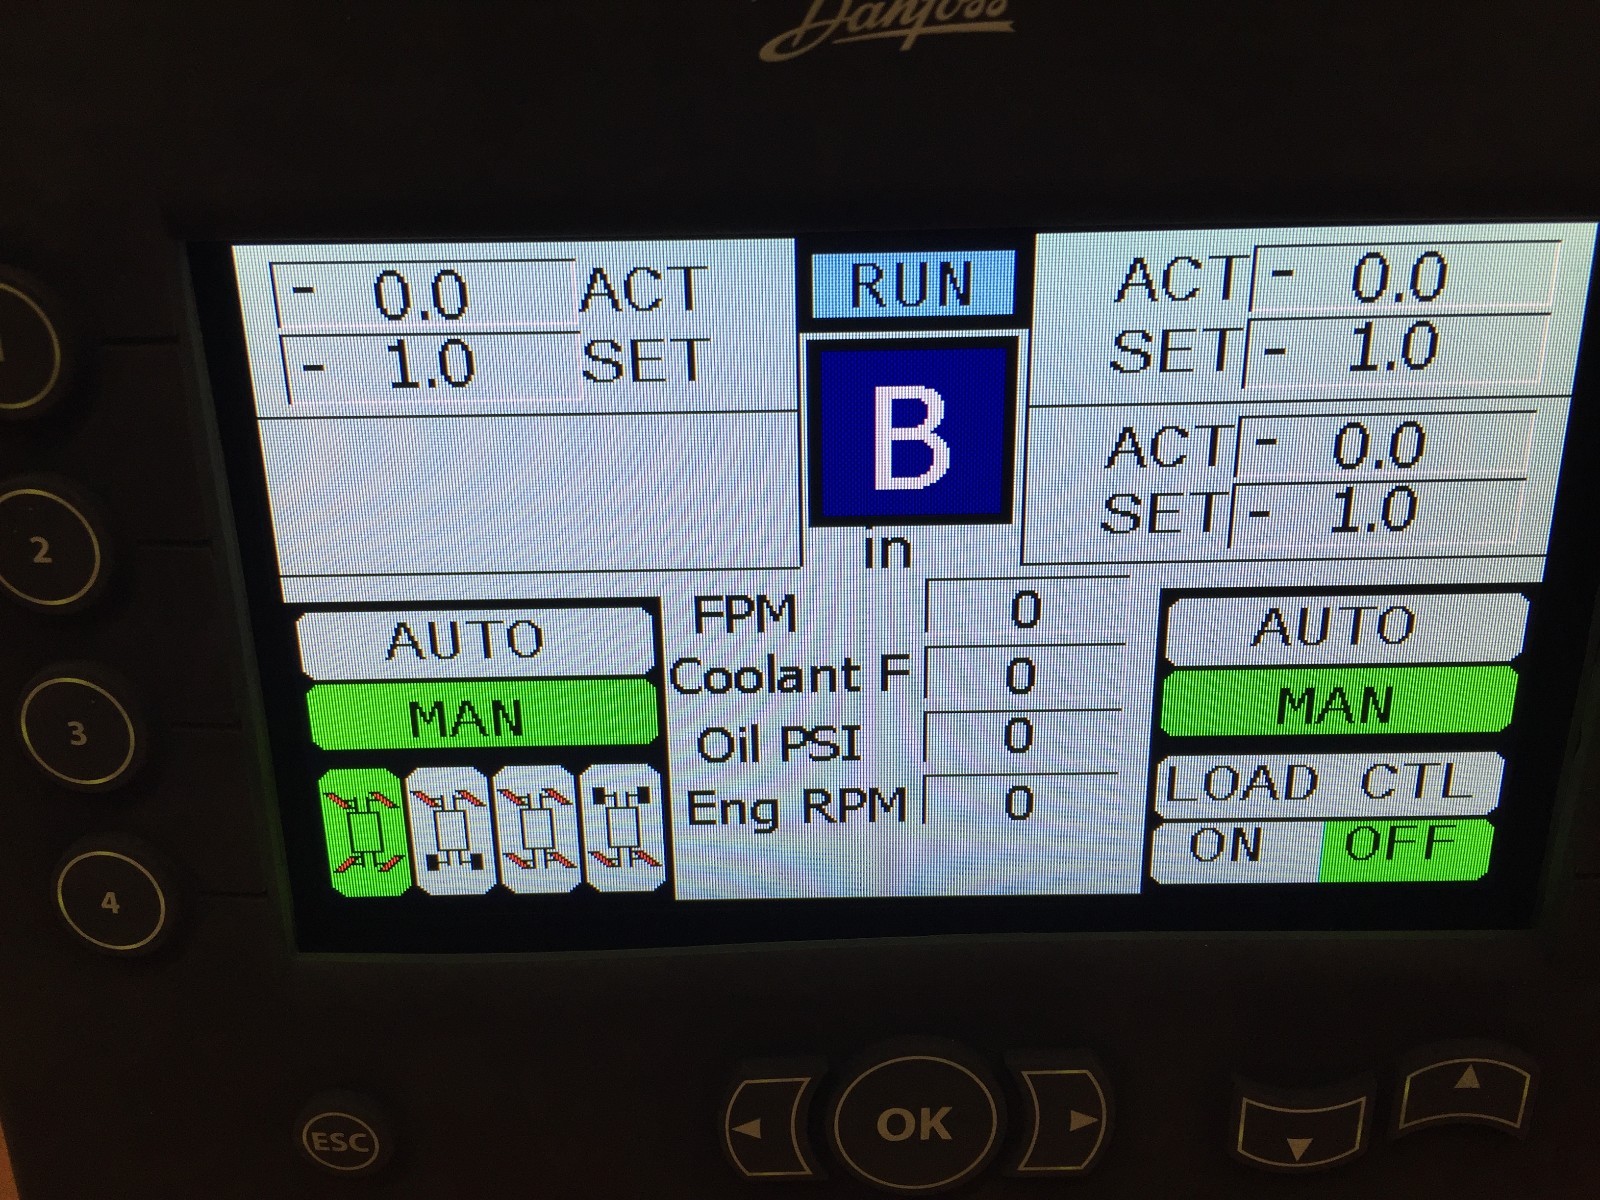 Danfoss
- 0.0 ACT
- 1.0 SET
RUN
B
in
ACT - 0.0
SET - 1.0
ACT - 0.0
SET - 1.0
AUTO
MAN
FPM 0
Coolant F 0
Oil PSI 0
Eng RPM 0
AUTO
MAN
LOAD CTL
ON OFF
2
3
4
ESC
OK